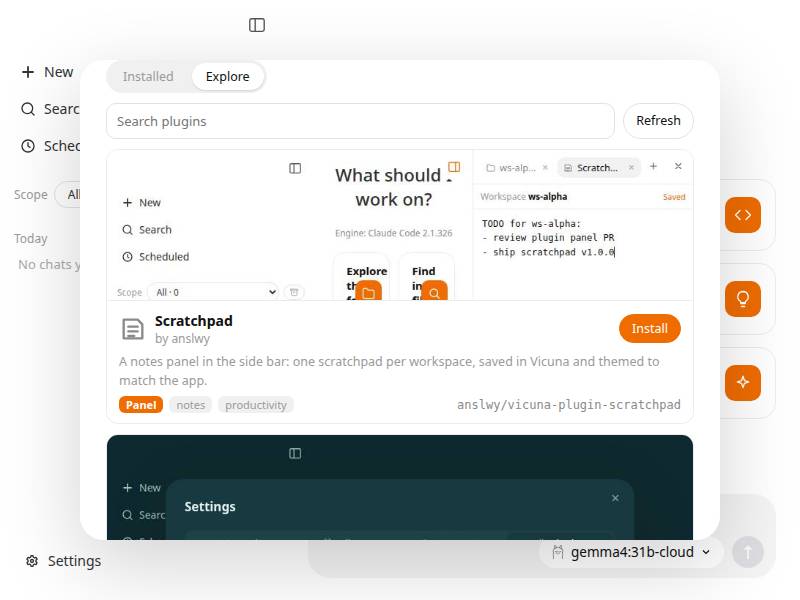 New
Searc
Sched
Scope
All
Today
No chats y
Settings
Installed
Explore
Search plugins
Refresh
New
Search
Scheduled
Scope
All · 0
What should
work on?
Engine: Claude Code 2.1.326
Explore
Find
ws-alp...
Scratch...
Workspace ws-alpha
Saved
TODO for ws-alpha:
- review plugin panel PR
- ship scratchpad v1.0.0
Scratchpad
by anslwy
Install
A notes panel in the side bar: one scratchpad per workspace, saved in Vicuna and themed to
match the app.
Panel
notes
productivity
anslwy/vicuna-plugin-scratchpad
New
Searc
Settings
gemma4:31b-cloud